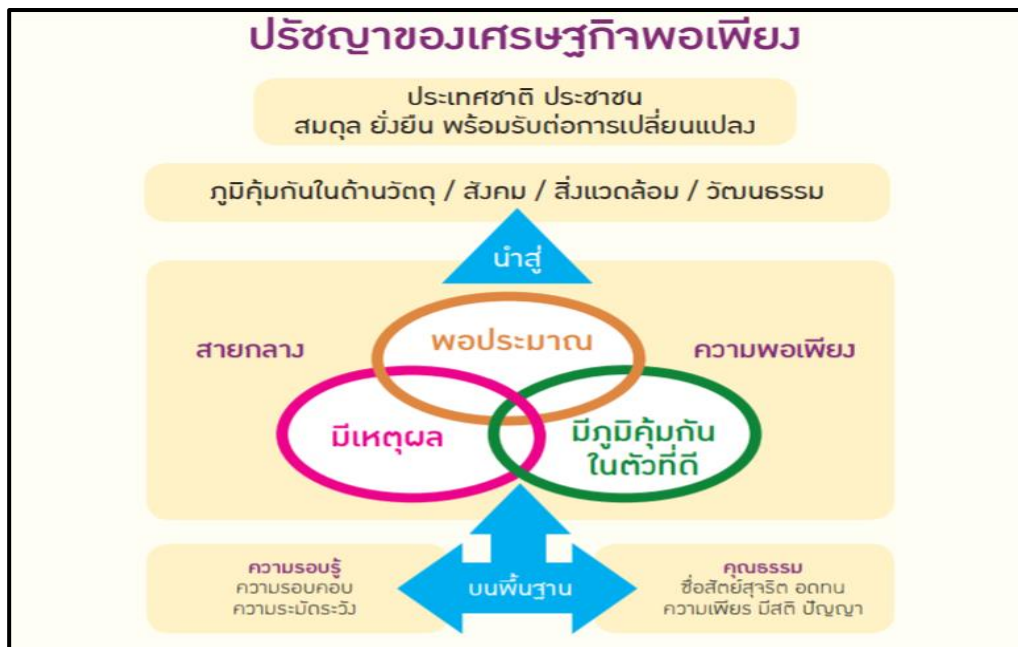 ปรัชญาของเศรษฐกิจพอเพียง
ประเทศชาติ ประชาชน
สมดุล ยั่งยืน พร้อมรับต่อการเปลี่ยนแปลง
ภูมิคุ้มกันในด้านวัตถุ / สังคม / สิ่งแวดล้อม / วัฒนธรรม
นำสู่
พอประมาณ
สายกลาง
ความพอเพียง
มีเหตุผล
มีภูมิคุ้มกัน
ในตัวที่ดี
ความรอบรู้
ความรอบคอบ
ความระมัดระวัง
บนพื้นฐาน
คุณธรรม
ซื่อสัตย์สุจริต อดทน
ความเพียร มีสติ ปัญญา